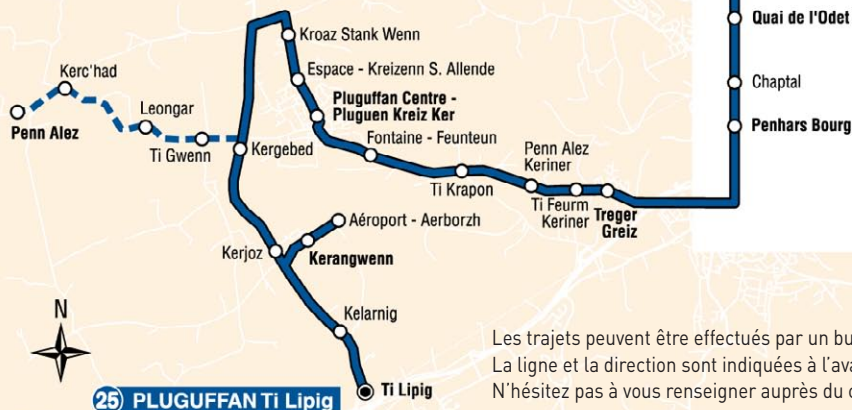 Quai de l'Odet
Chaptal
Penhars Bourg
Kroaz Stank Wenn
Espace - Kreizenn S. Allende
Pluguffan Centre -
Pluguen Kreiz Ker
Fontaine - Feunteun
Ti Krapon
Penn Alez
Keriner
Ti Feurm
Keriner
Treger
Greiz
Kerc'had
Penn Alez
Leongar
Ti Gwenn
Kergebed
Aéroport - Aerborzh
Kerjoz
Kerangwenn
Kelarnig
Ti Lipig
N
25 PLUGUFFAN Ti Lipig
Les trajets peuvent être effectués par un bu
La ligne et la direction sont indiquées à l'ava
N'hésitez pas à vous renseigner auprès du c